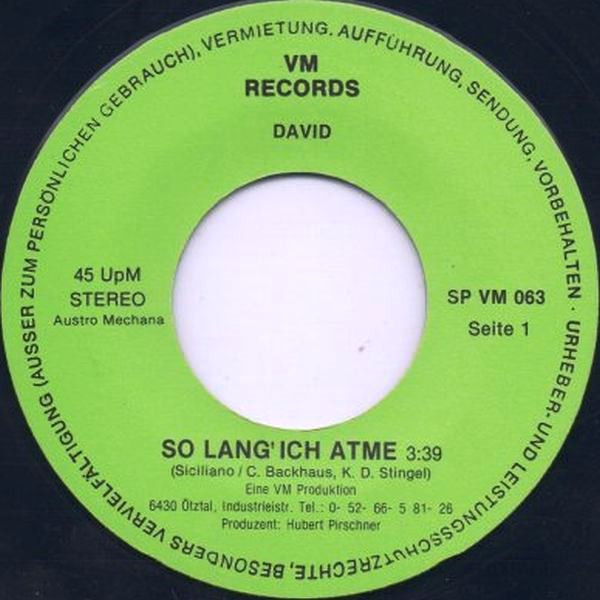 URHEBER- UND LEISTUNGSSCHUTZRECHTE, BESONDERS VERVIELFÄLTIGUNG (AUSSER ZUM PERSÖNLICHEN GEBRAUCH), VERMIETUNG. AUFFÜHRUNG, SENDUNG, VORBEHALTEN ·
VM
RECORDS
DAVID
45 UpM
STEREO
Austro Mechana
SP VM 063
Seite 1
SO LANG' ICH ATME 3:39
(Siciliano / C. Backhaus, K. D. Stingel)
Eine VM Produktion
6430 Ötztal, Industrieistr. Tel.: 0- 52- 66- 5 81- 26
Produzent: Hubert Pirschner